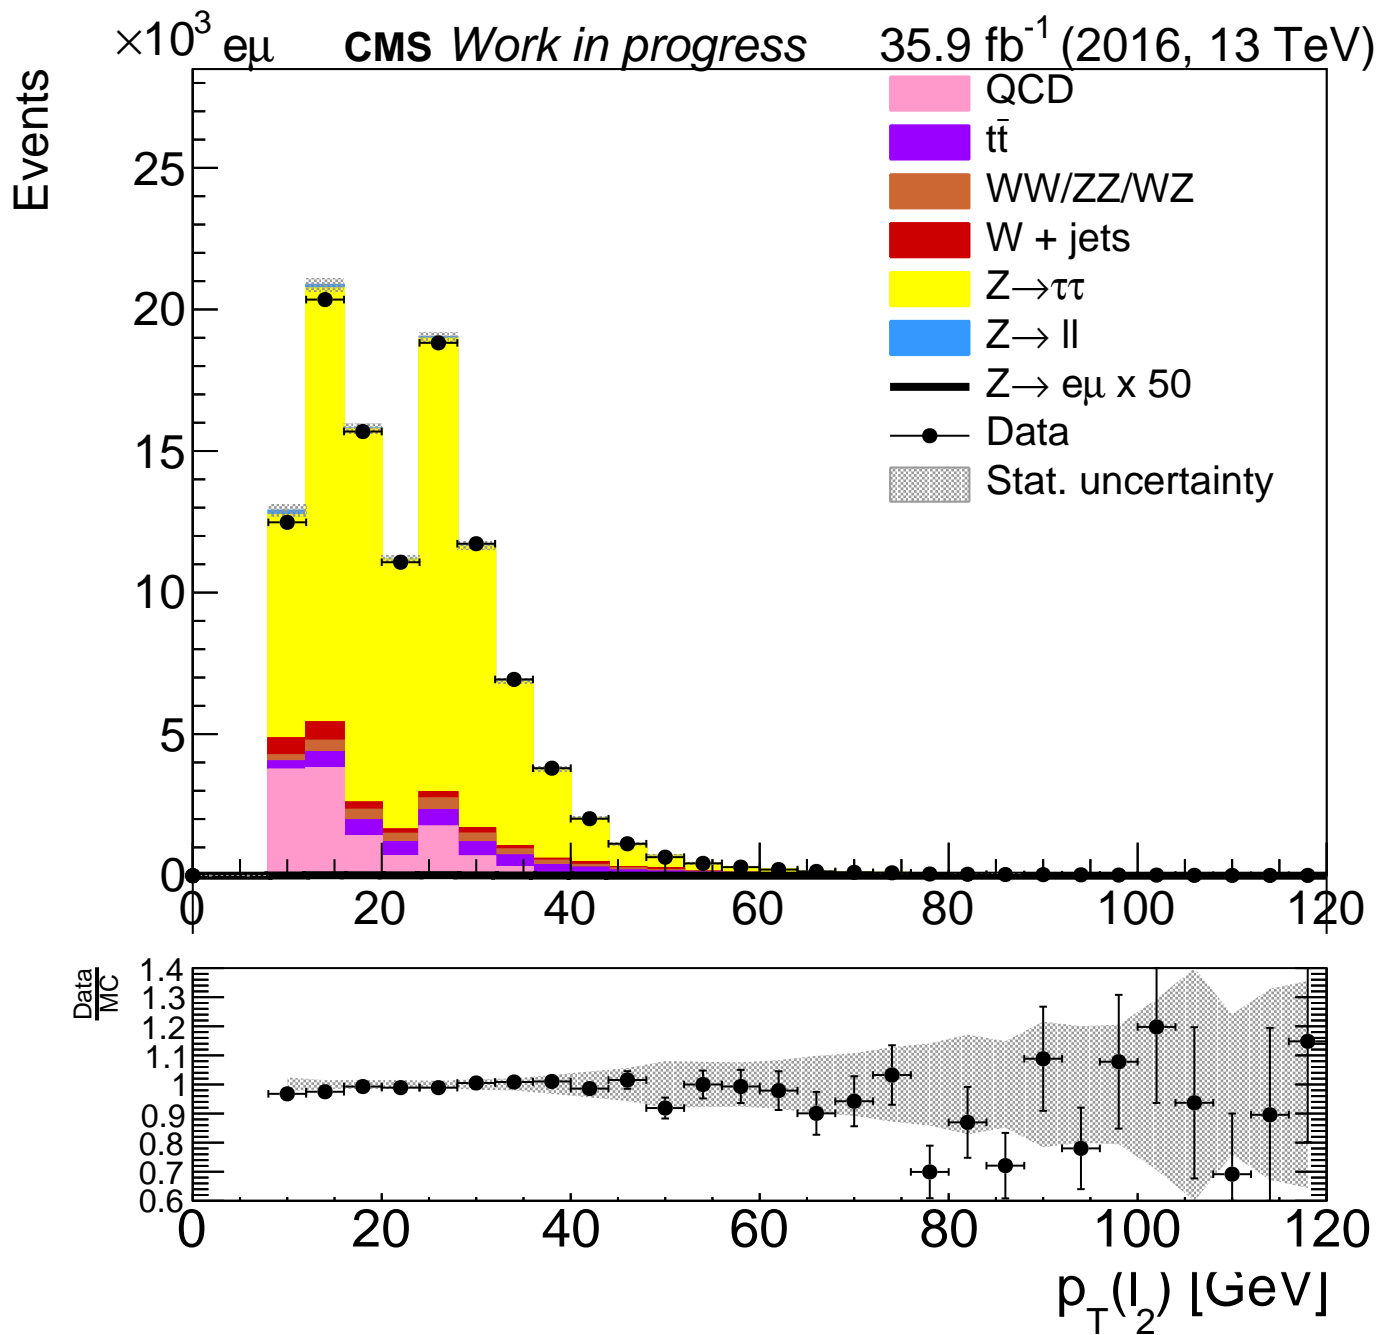 ×10³ eμ CMS Work in progress 35.9 fb⁻¹ (2016, 13 TeV)
Events
QCD
tt̄
WW/ZZ/WZ
W + jets
Z→ττ
Z→ ll
Z→ eμ x 50
Data
Stat. uncertainty
25
20
15
10
5
0
0 20 40 60 80 100 120
Data
MC
1.4
1.3
1.2
1.1
1
0.9
0.8
0.7
0.6
0 20 40 60 80 100 120
p_T(l_2) [GeV]